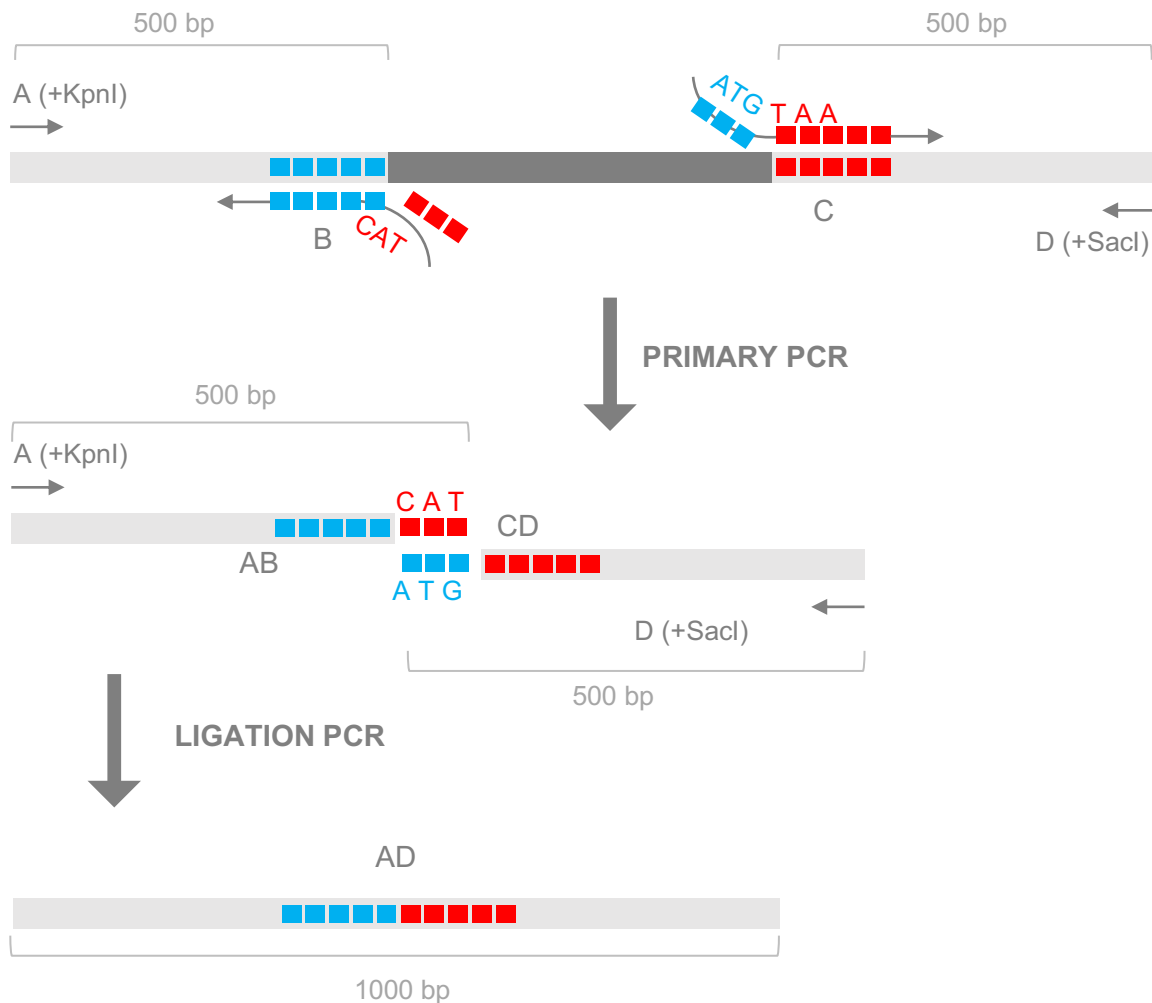 500 bp
500 bp
A (+KpnI)
ATG
T A A
CAT
B
C
D (+SacI)
PRIMARY PCR
500 bp
A (+KpnI)
C A T
CD
AB
A T G
D (+SacI)
500 bp
LIGATION PCR
AD
1000 bp